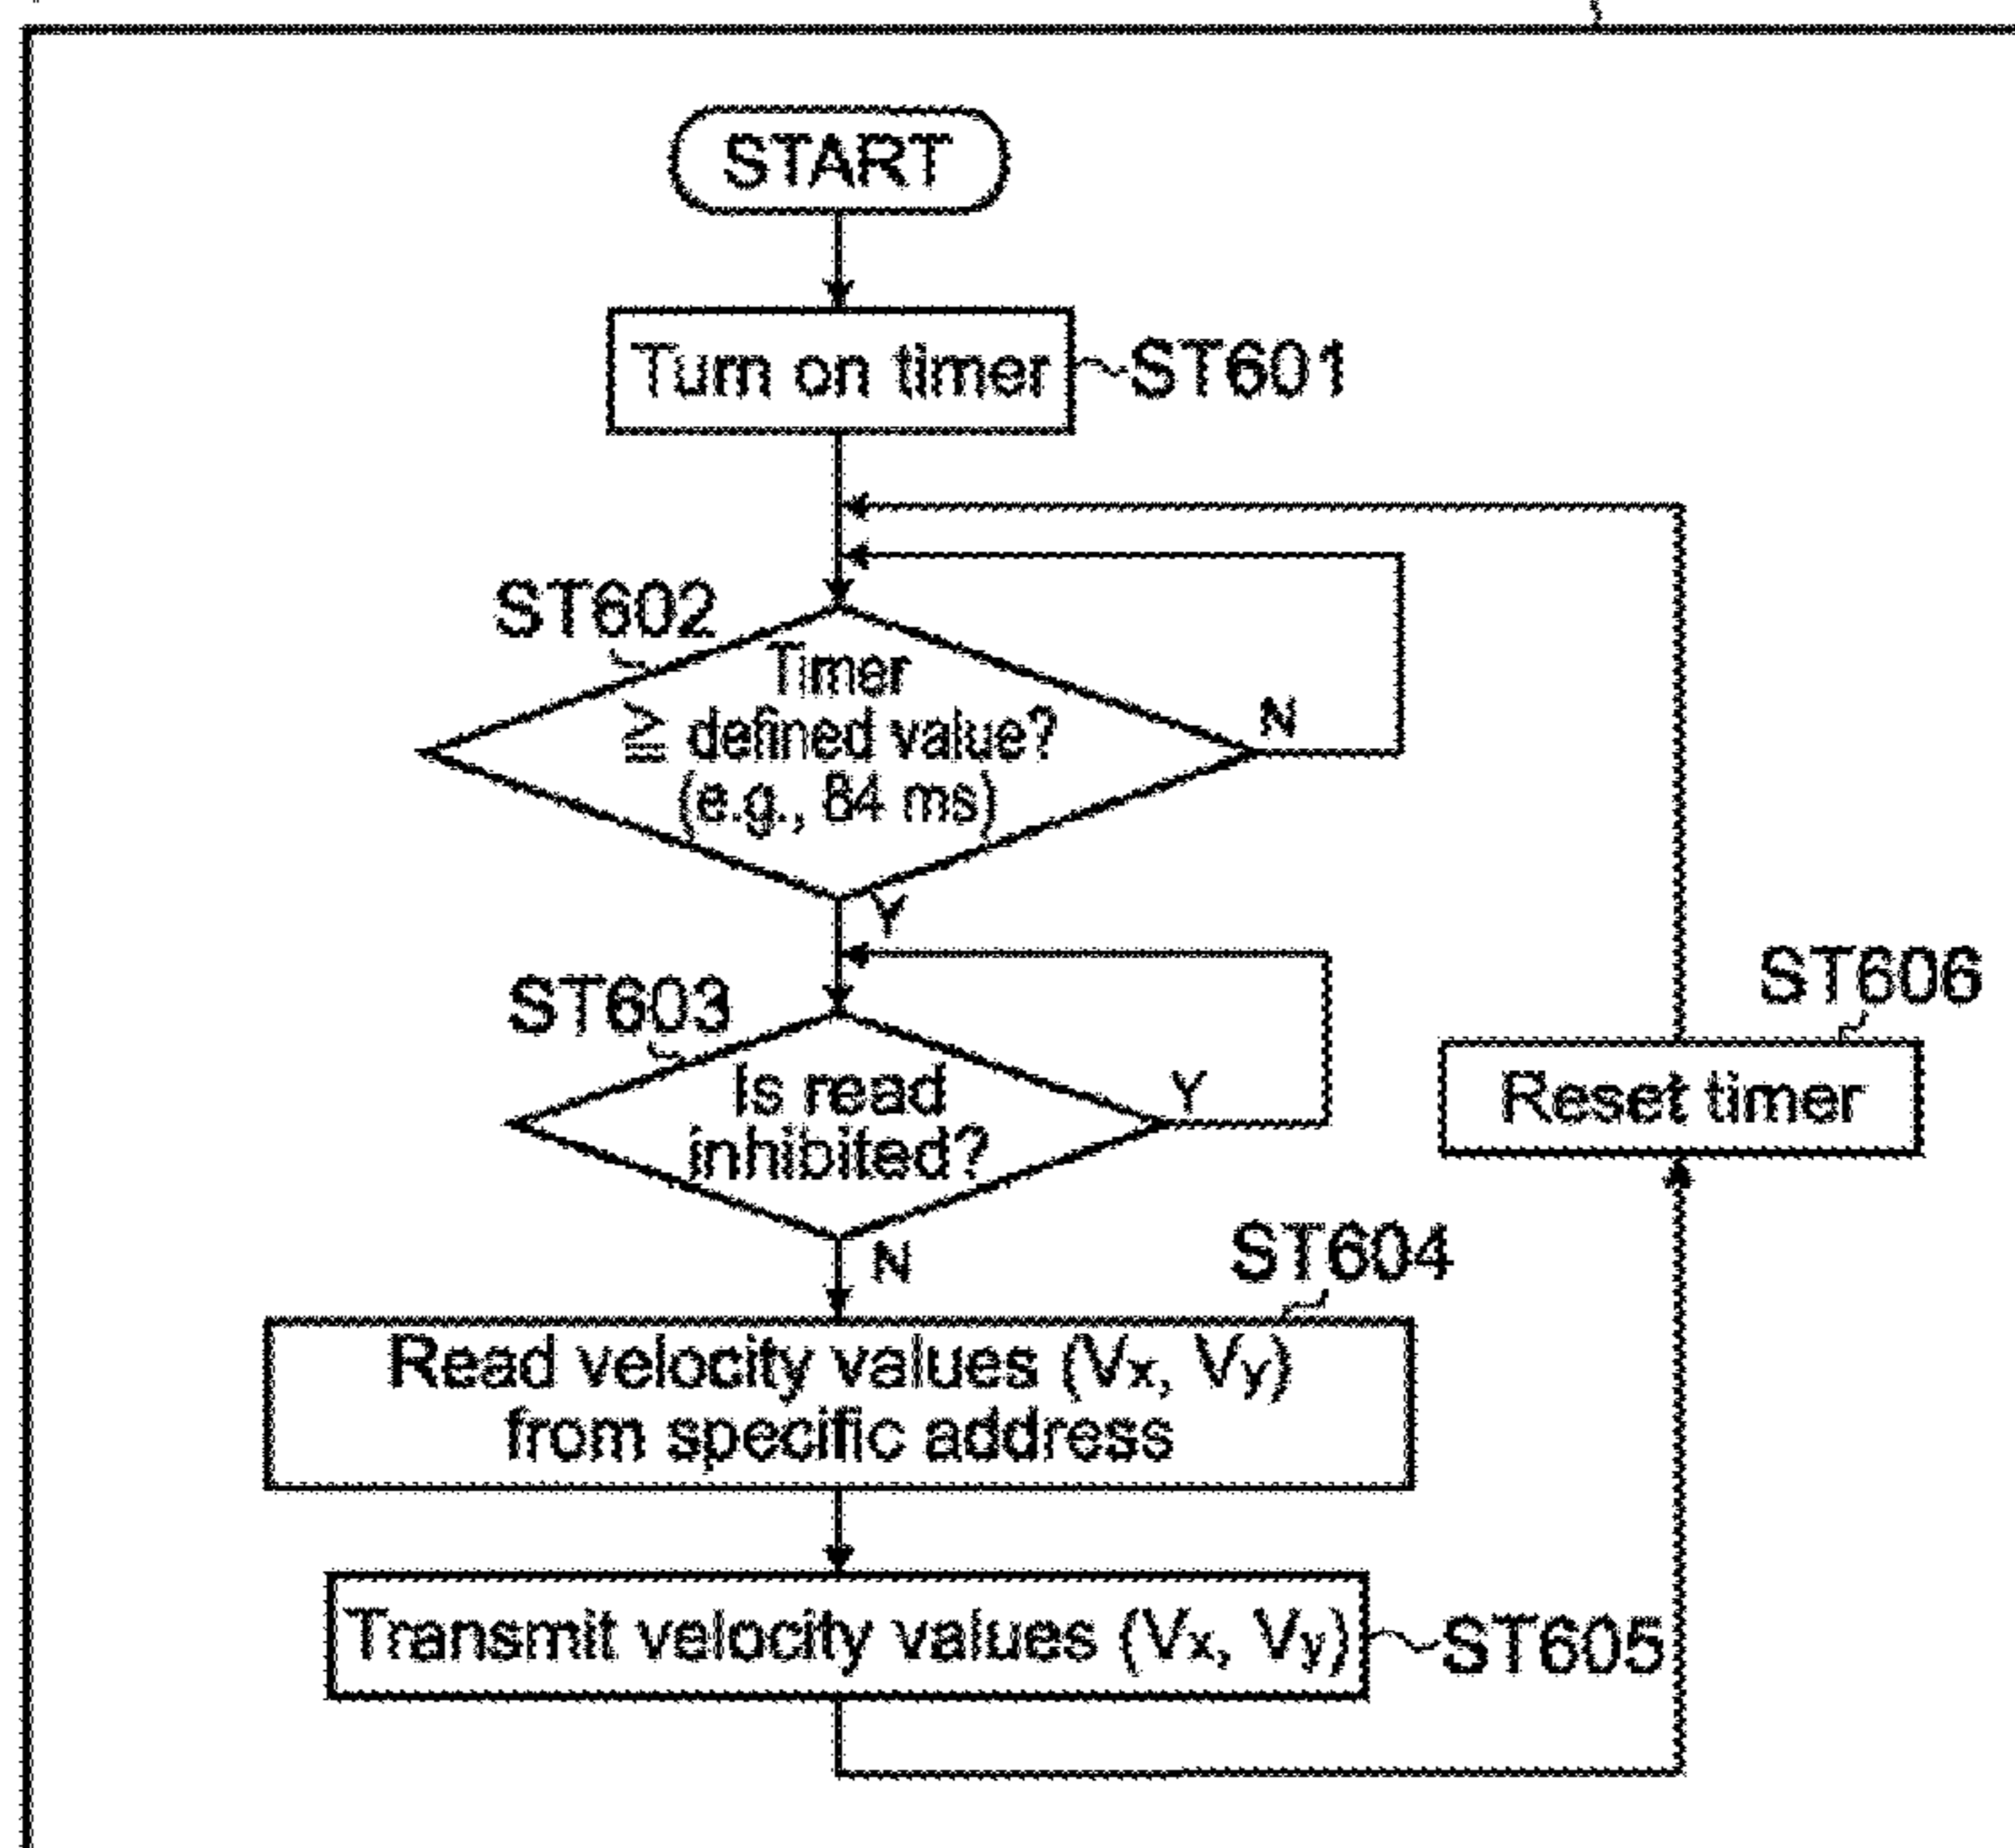 START
Turn on timer
ST601
ST602
Timer
≧ defined value?
(e.g., 84 ms)
N
Y
ST603
Is read
inhibited?
Y
N
ST606
Reset timer
ST604
Read velocity values (Vx, Vy)
from specific address
Transmit velocity values (Vx, Vy)
ST605